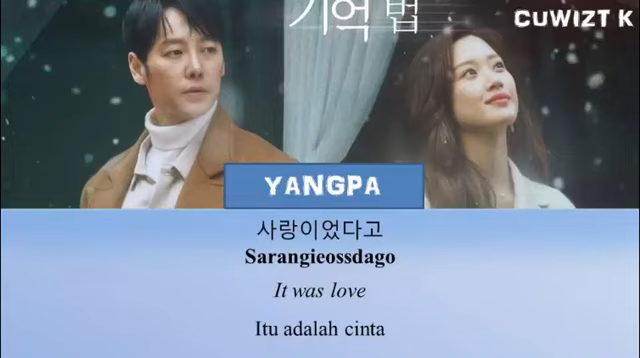 기억법
CUWIZT K
YANGPA
사랑이었다고
Sarangieossdago
It was love
Itu adalah cinta